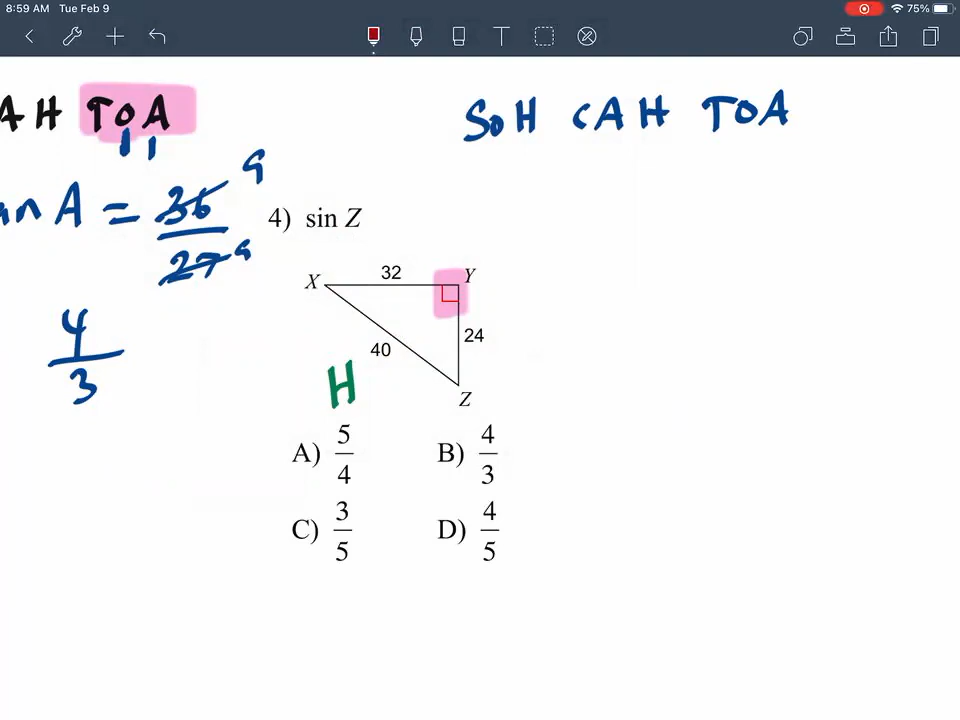 8:59 AM Tue Feb 9
75%
T
AH TOA
SOH CAH TOA
A = 36 9
27 9
4) sin Z
4
3
X
32
Y
24
40
H
Z
A) 5/4
B) 4/3
C) 3/5
D) 4/5